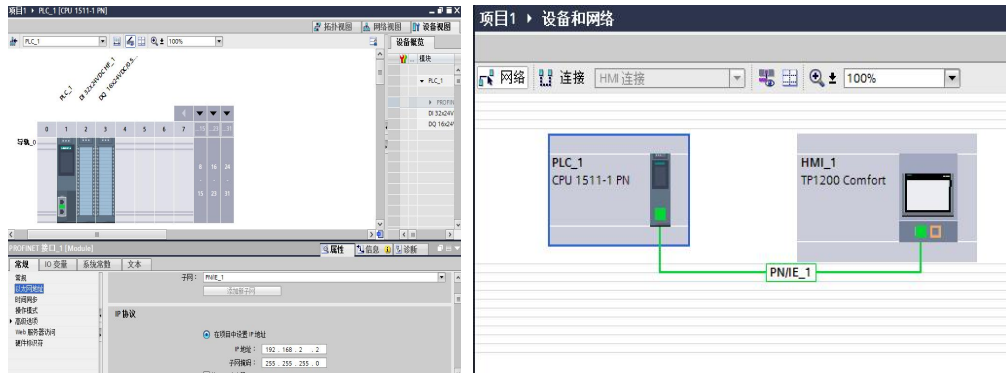 项目1 ▸ PLC_1 [CPU 1511-1 PN]
拓扑视图 网络视图 设备视图
PLC_1 100% 设备概览
模块
PLC_1
DI 32x24VDC HF_1
DQ 16x24VDC/0.5...
PLC_1
PROFIN
DI 32x24V
DQ 16x24V
0 1 2 3 4 5 6 7 ...15 ...23 ...31
导轨_0
8 16 24
15 23 31
PROFINET 接口_1 [Module] 属性 信息 诊断
常规 IO 变量 系统常数 文本
常规
以太网地址
时间同步
操作模式
高级选项
Web 服务器访问
硬件标识符
子网: PN/IE_1
添加新子网
IP 协议
在项目中设置 IP 地址
IP 地址: 192 . 168 . 2 . 2
子网掩码: 255 . 255 . 255 . 0
项目1 ▸ 设备和网络
网络 连接 HMI 连接 100%
PLC_1
CPU 1511-1 PN
HMI_1
TP1200 Comfort
PN/IE_1